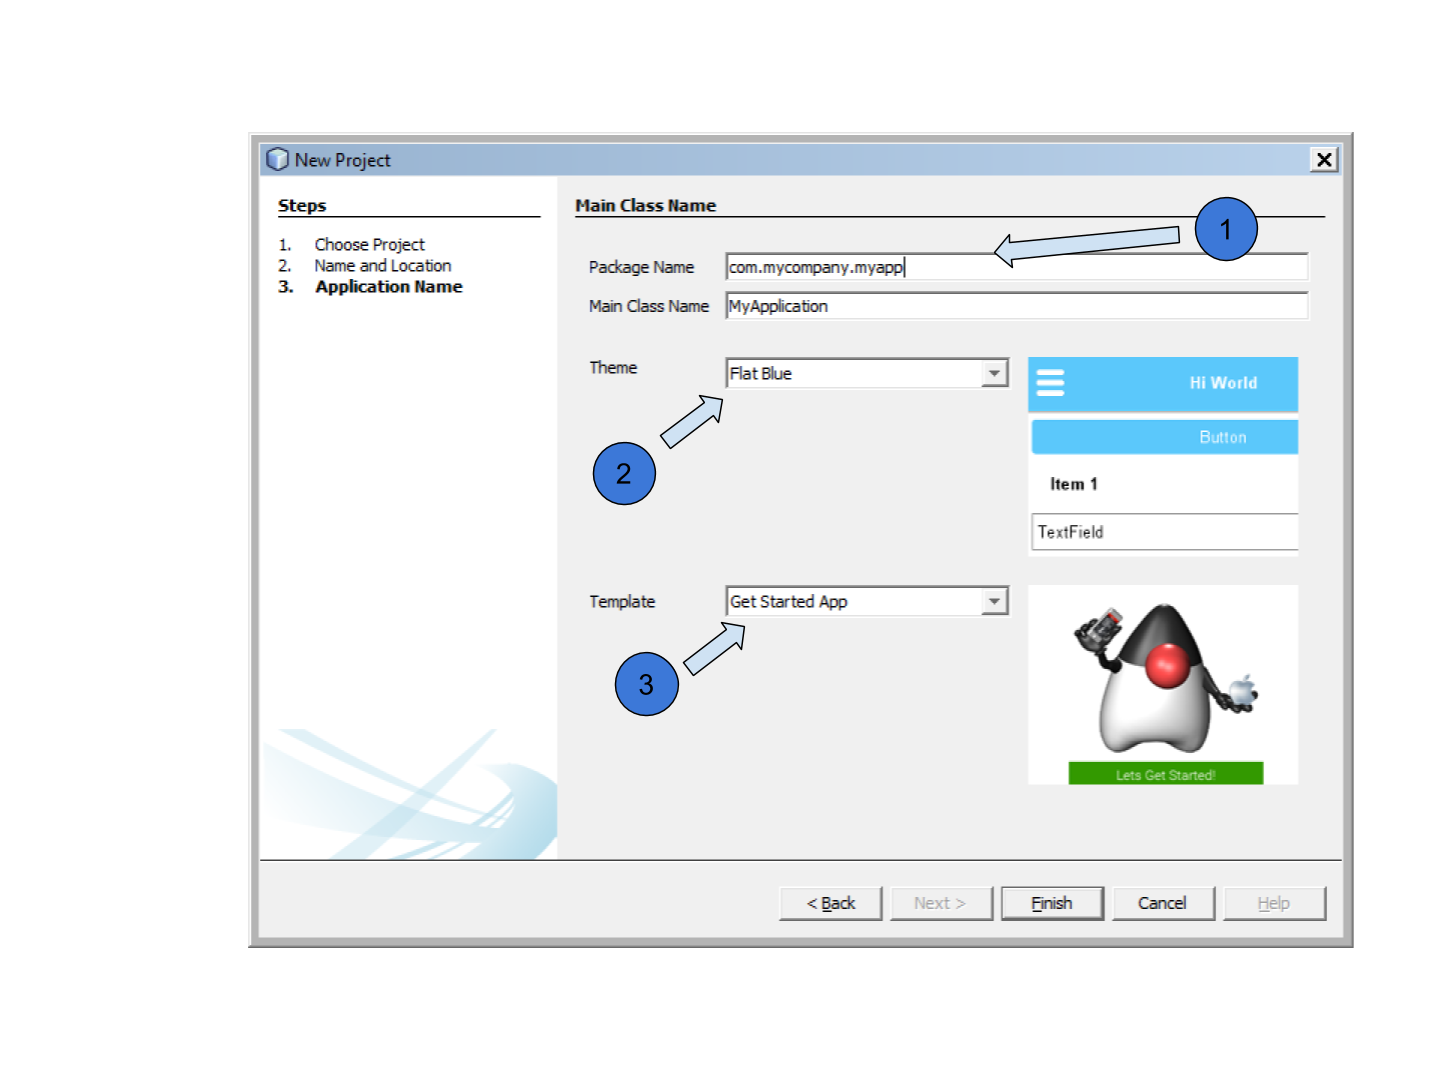 New Project
Steps
1. Choose Project
2. Name and Location
3. Application Name
Main Class Name
1
Package Name com.mycompany.myapp
Main Class Name MyApplication
Theme Flat Blue
Hi World
Button
2
Item 1
TextField
Template Get Started App
3
Lets Get Started!
< Back Next > Finish Cancel Help